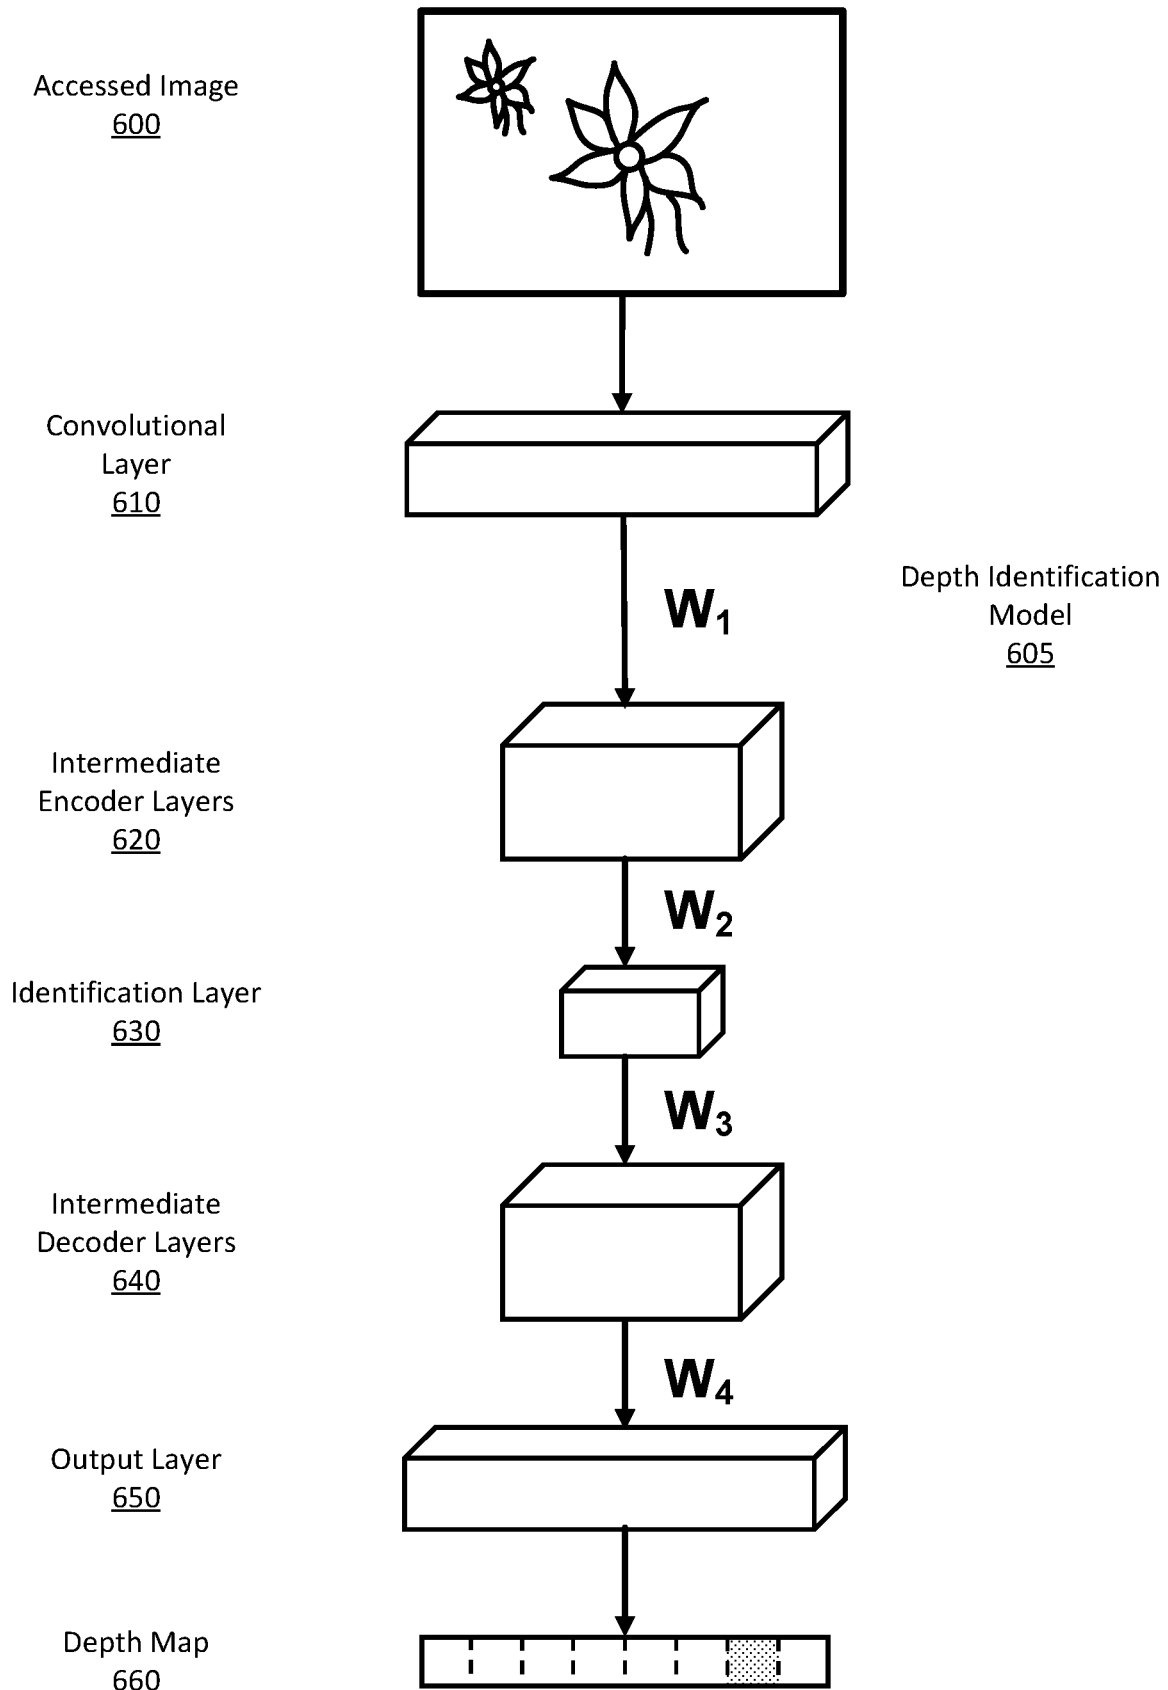 Accessed Image
600
Convolutional
Layer
610
W1
Depth Identification
Model
605
Intermediate
Encoder Layers
620
W2
Identification Layer
630
W3
Intermediate
Decoder Layers
640
W4
Output Layer
650
Depth Map
660